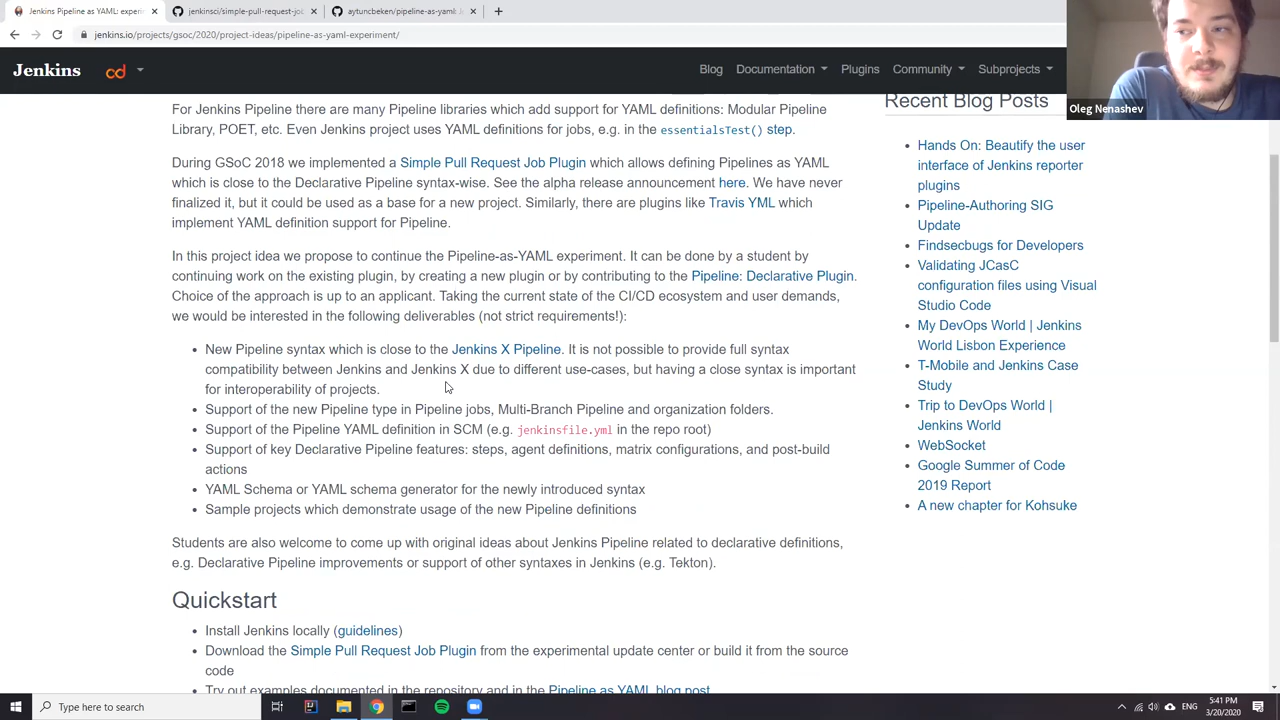 Jenkins Pipeline as YAML: experi
jenkinsci/simple-pull-request-job
aytuncbeken/pipeline-as-yaml:
jenkins.io/projects/gsoc/2020/project-ideas/pipeline-as-yaml-experiment/
Jenkins
cd
Blog Documentation Plugins Community Subprojects
Oleg Nenashev
For Jenkins Pipeline there are many Pipeline libraries which add support for YAML definitions: Modular Pipeline
Library, POET, etc. Even Jenkins project uses YAML definitions for jobs, e.g. in the essentialsTest() step.
During GSoC 2018 we implemented a Simple Pull Request Job Plugin which allows defining Pipelines as YAML
which is close to the Declarative Pipeline syntax-wise. See the alpha release announcement here. We have never
finalized it, but it could be used as a base for a new project. Similarly, there are plugins like Travis YML which
implement YAML definition support for Pipeline.
In this project idea we propose to continue the Pipeline-as-YAML experiment. It can be done by a student by
continuing work on the existing plugin, by creating a new plugin or by contributing to the Pipeline: Declarative Plugin.
Choice of the approach is up to an applicant. Taking the current state of the CI/CD ecosystem and user demands,
we would be interested in the following deliverables (not strict requirements!):
• New Pipeline syntax which is close to the Jenkins X Pipeline. It is not possible to provide full syntax
compatibility between Jenkins and Jenkins X due to different use-cases, but having a close syntax is important
for interoperability of projects.
• Support of the new Pipeline type in Pipeline jobs, Multi-Branch Pipeline and organization folders.
• Support of the Pipeline YAML definition in SCM (e.g. jenkinsfile.yml in the repo root)
• Support of key Declarative Pipeline features: steps, agent definitions, matrix configurations, and post-build
actions
• YAML Schema or YAML schema generator for the newly introduced syntax
• Sample projects which demonstrate usage of the new Pipeline definitions
Students are also welcome to come up with original ideas about Jenkins Pipeline related to declarative definitions,
e.g. Declarative Pipeline improvements or support of other syntaxes in Jenkins (e.g. Tekton).
Quickstart
• Install Jenkins locally (guidelines)
• Download the Simple Pull Request Job Plugin from the experimental update center or build it from the source
code
• Try out examples documented in the repository and in the Pipeline as YAML blog post
Recent Blog Posts
• Hands On: Beautify the user
interface of Jenkins reporter
plugins
• Pipeline-Authoring SIG
Update
• Findsecbugs for Developers
• Validating JCasC
configuration files using Visual
Studio Code
• My DevOps World | Jenkins
World Lisbon Experience
• T-Mobile and Jenkins Case
Study
• Trip to DevOps World |
Jenkins World
• WebSocket
• Google Summer of Code
2019 Report
• A new chapter for Kohsuke
Type here to search
ENG
5:41 PM
3/20/2020